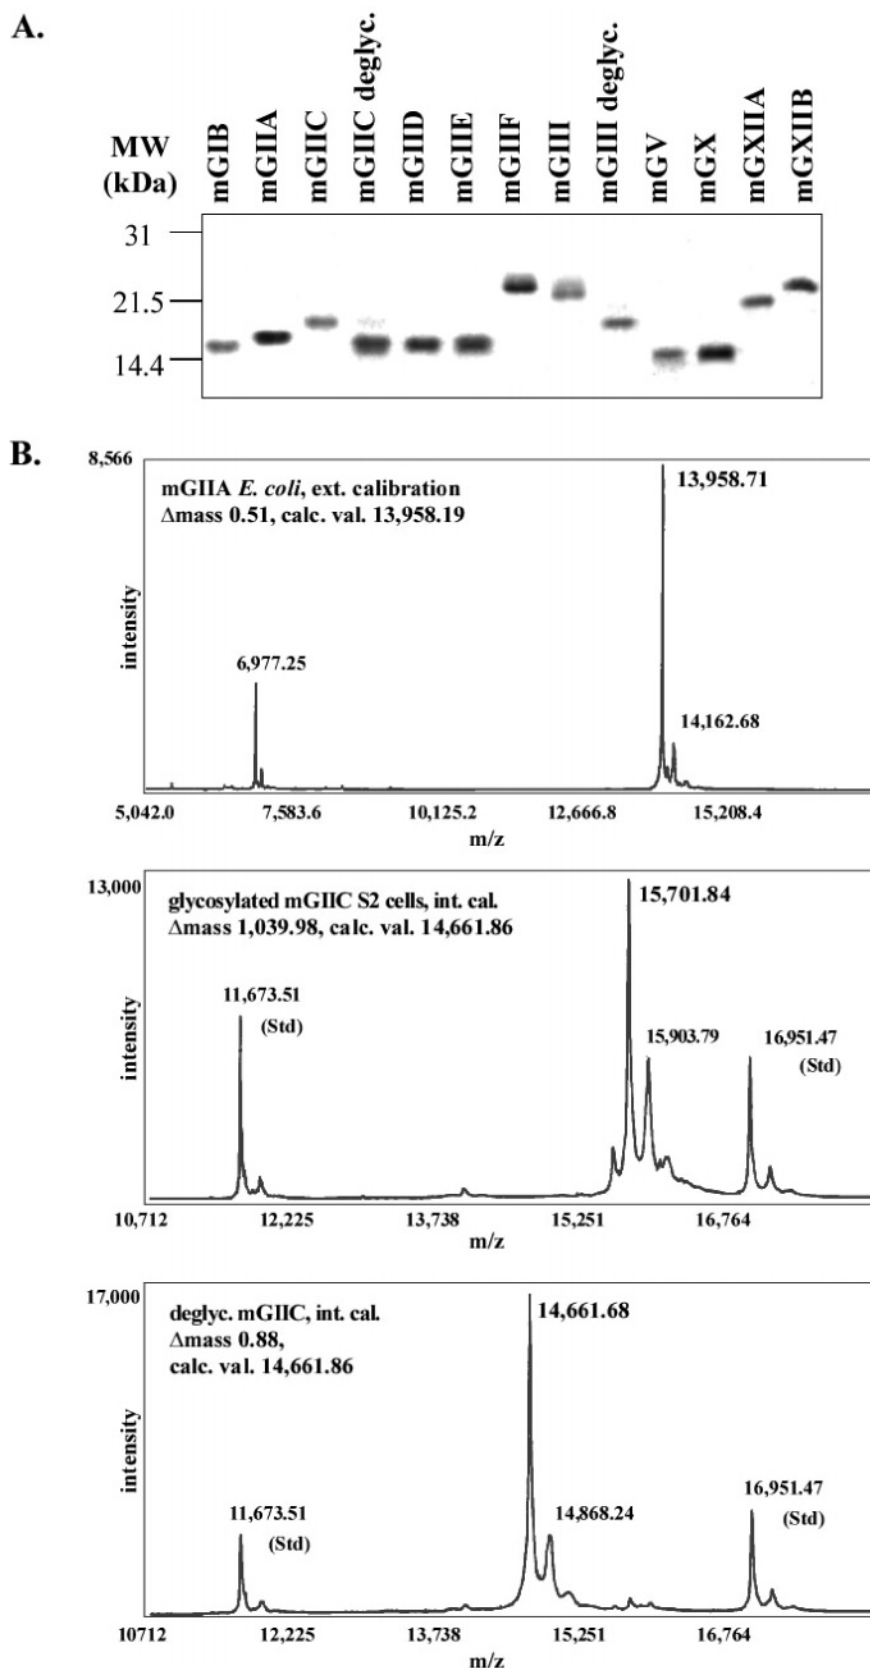 A.
MW
(kDa)
mGIB
mGIIA
mGIIC
mGIIC deglyc.
mGIID
mGIIE
mGIIF
mGIII
mGIII deglyc.
mGV
mGX
mGXIIA
mGXIIB
31
21.5
14.4
B.
8,566
mGIIA E. coli, ext. calibration
Δmass 0.51, calc. val. 13,958.19
13,958.71
6,977.25
14,162.68
intensity
5,042.0 7,583.6 10,125.2 12,666.8 15,208.4
m/z
13,000
glycosylated mGIIC S2 cells, int. cal.
Δmass 1,039.98, calc. val. 14,661.86
15,701.84
11,673.51
(Std)
15,903.79
16,951.47
(Std)
intensity
10,712 12,225 13,738 15,251 16,764
m/z
17,000
deglyc. mGIIC, int. cal.
Δmass 0.88,
calc. val. 14,661.86
14,661.68
11,673.51
(Std)
14,868.24
16,951.47
(Std)
intensity
10712 12,225 13,738 15,251 16,764
m/z